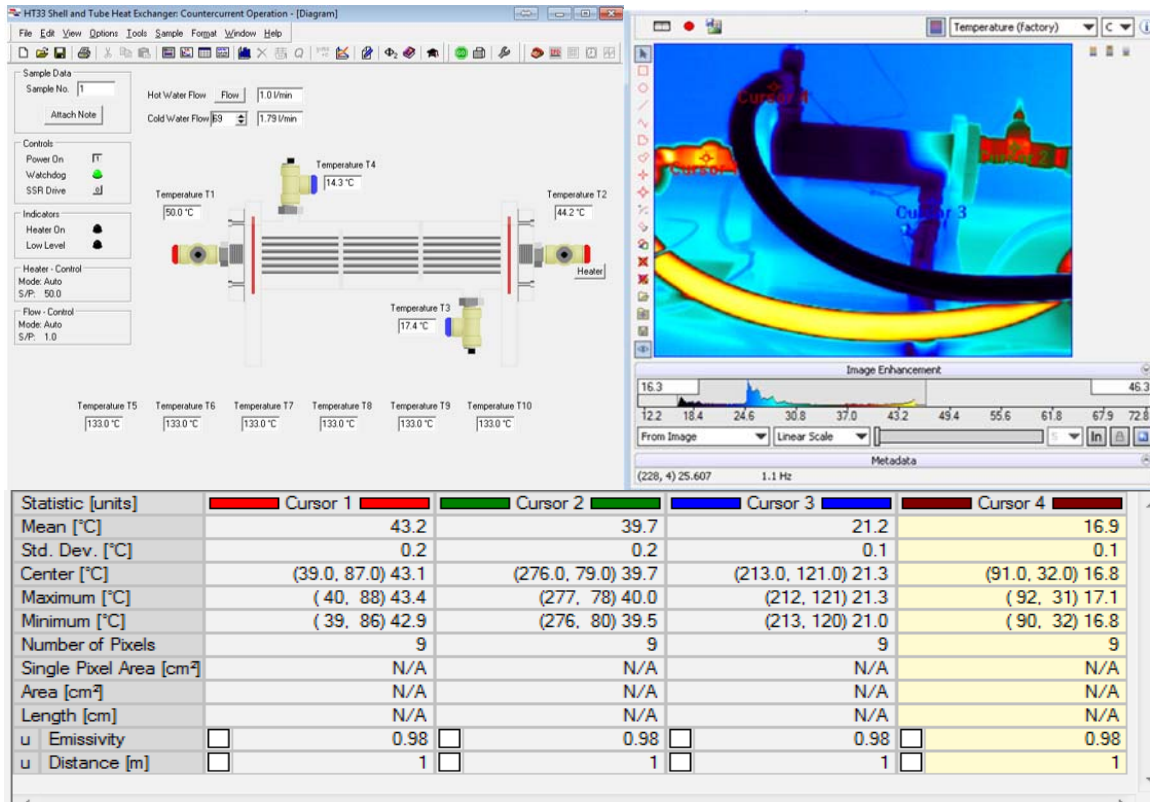 HT33 Shell and Tube Heat Exchanger: Countercurrent Operation - [Diagram]
File Edit View Options Tools Sample Format Window Help
Sample Data
Sample No. 1
Attach Note
Hot Water Flow Flow 1.0 l/min
Cold Water Flow 69 1.79 l/min
Controls
Power On
Watchdog
SSR Drive
Indicators
Heater On
Low Level
Heater - Control
Mode: Auto
S/P: 50.0
Flow - Control
Mode: Auto
S/P: 1.0
Temperature T4
14.3 °C
Temperature T1
50.0 °C
Temperature T2
44.2 °C
Heater
Temperature T3
17.4 °C
Temperature T5 Temperature T6 Temperature T7 Temperature T8 Temperature T9 Temperature T10
133.0 °C 133.0 °C 133.0 °C 133.0 °C 133.0 °C 133.0 °C
Temperature (factory) C
Cursor 4
Cursor 1
Cursor 2
Cursor 3
Image Enhancement
16.3 46.3
12.2 18.4 24.6 30.8 37.0 43.2 49.4 55.6 61.8 67.9 72.8
From Image Linear Scale S In
Metadata
(228, 4) 25.607 1.1 Hz
Statistic [units] Cursor 1 Cursor 2 Cursor 3 Cursor 4
Mean [°C] 43.2 39.7 21.2 16.9
Std. Dev. [°C] 0.2 0.2 0.1 0.1
Center [°C] (39.0, 87.0) 43.1 (276.0, 79.0) 39.7 (213.0, 121.0) 21.3 (91.0, 32.0) 16.8
Maximum [°C] ( 40, 88) 43.4 (277, 78) 40.0 (212, 121) 21.3 ( 92, 31) 17.1
Minimum [°C] ( 39, 86) 42.9 (276, 80) 39.5 (213, 120) 21.0 ( 90, 32) 16.8
Number of Pixels 9 9 9 9
Single Pixel Area [cm²] N/A N/A N/A N/A
Area [cm²] N/A N/A N/A N/A
Length [cm] N/A N/A N/A N/A
u Emissivity 0.98 0.98 0.98 0.98
u Distance [m] 1 1 1 1